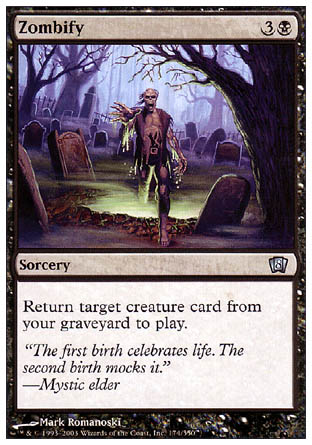 Zombify 3
Sorcery 8
Return target creature card from
your graveyard to play.
"The first birth celebrates life. The
second birth mocks it."
—Mystic elder
Mark Romanoski
™ & © 1993-2003 Wizards of the Coast, Inc. 174/350